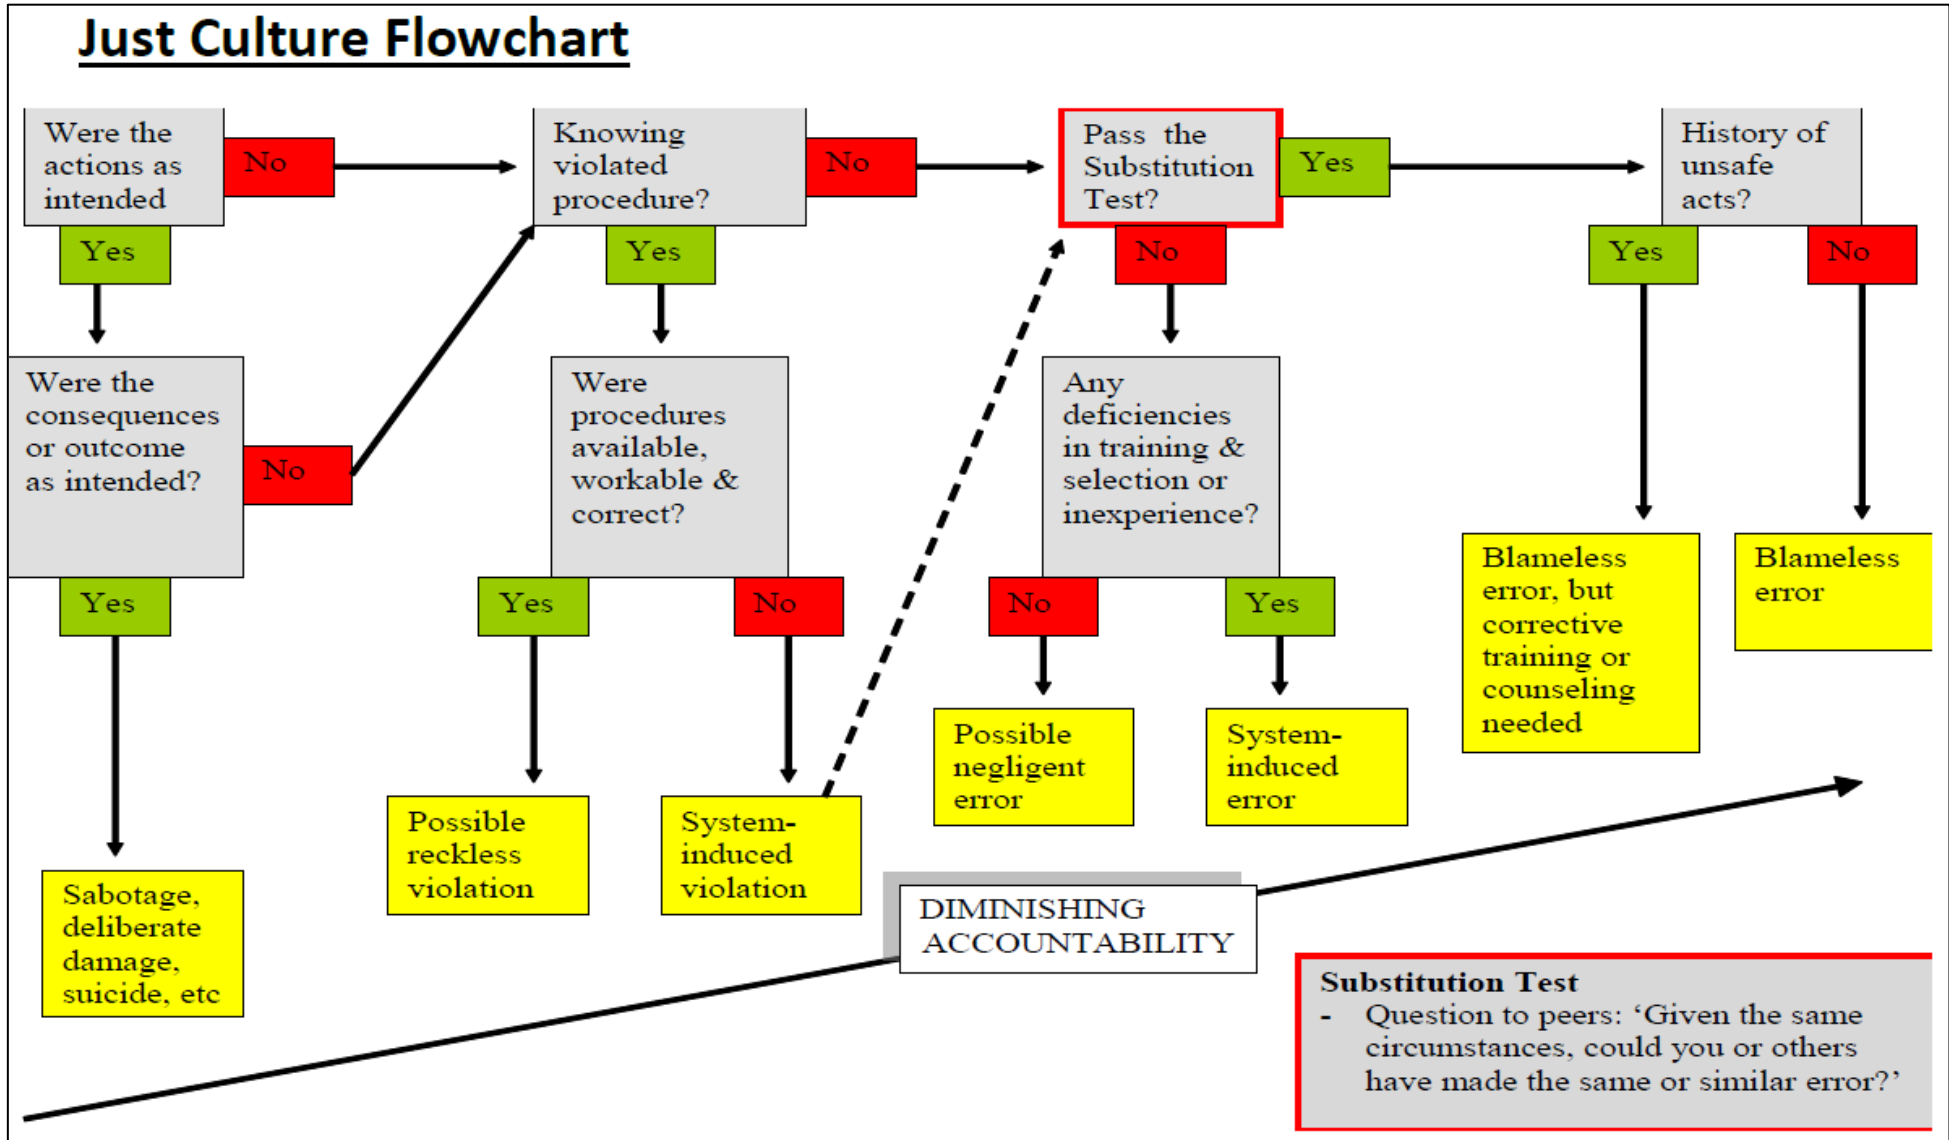 Just Culture Flowchart
Were the
actions as
intended
No
Yes
Knowing
violated
procedure?
No
Yes
Pass the
Substitution
Test?
Yes
No
History of
unsafe
acts?
Yes
No
Were the
consequences
or outcome
as intended?
No
Yes
Were
procedures
available,
workable &
correct?
Yes
No
Any
deficiencies
in training &
selection or
inexperience?
No
Yes
Blameless
error, but
corrective
training or
counseling
needed
Blameless
error
Sabotage,
deliberate
damage,
suicide, etc
Possible
reckless
violation
System-
induced
violation
Possible
negligent
error
System-
induced
error
DIMINISHING
ACCOUNTABILITY
Substitution Test
- Question to peers: ‘Given the same
circumstances, could you or others
have made the same or similar error?’